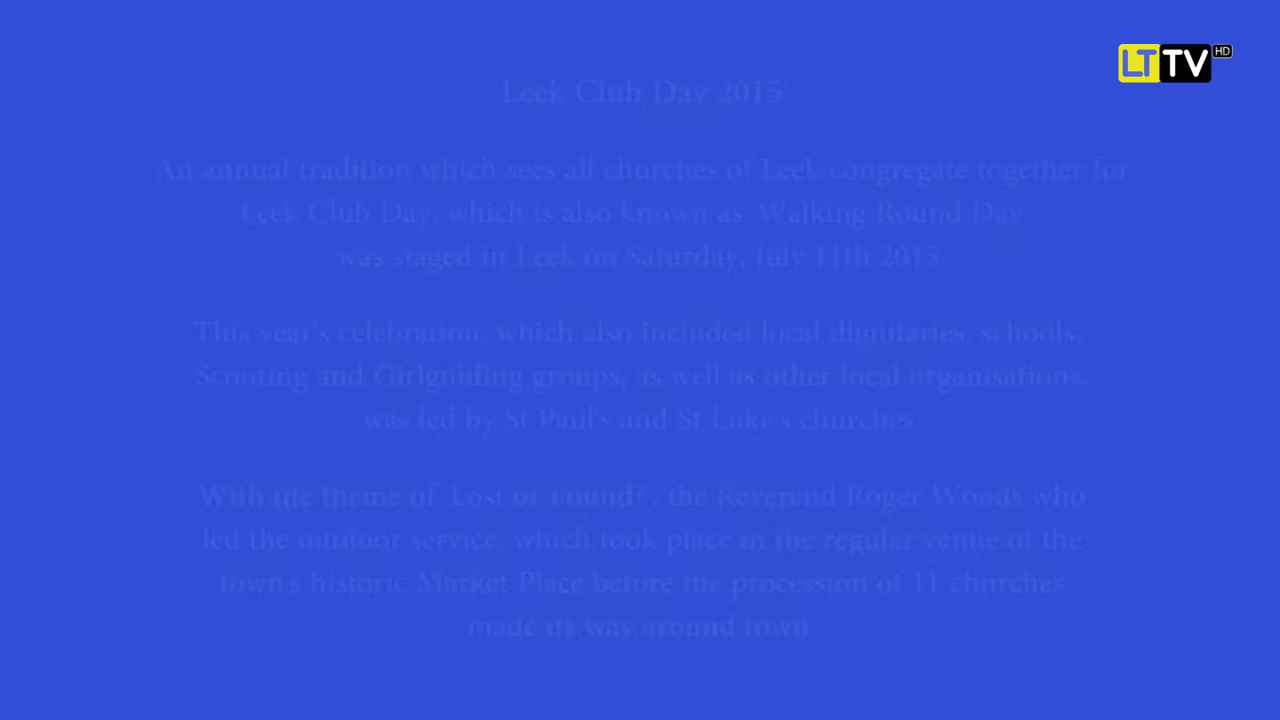 LT TV HD
Leek Club Day 2015'
An annual tradition which sees all churches of Leek congregate together for
Leek Club Day, which is also known as 'Walking Round Day'
was staged in Leek on Saturday, July 11th 2015
This year's celebration, which also included local dignitaries, schools,
Scouting and Girlguiding groups, as well as other local organisations
was led by St Paul's and St Luke's churches
With the theme of 'Lost or Found?', the Reverend Roger Woods who
led the outdoor service, which took place in the regular venue of the
town's historic Market Place before the procession of 11 churches
made its way around town